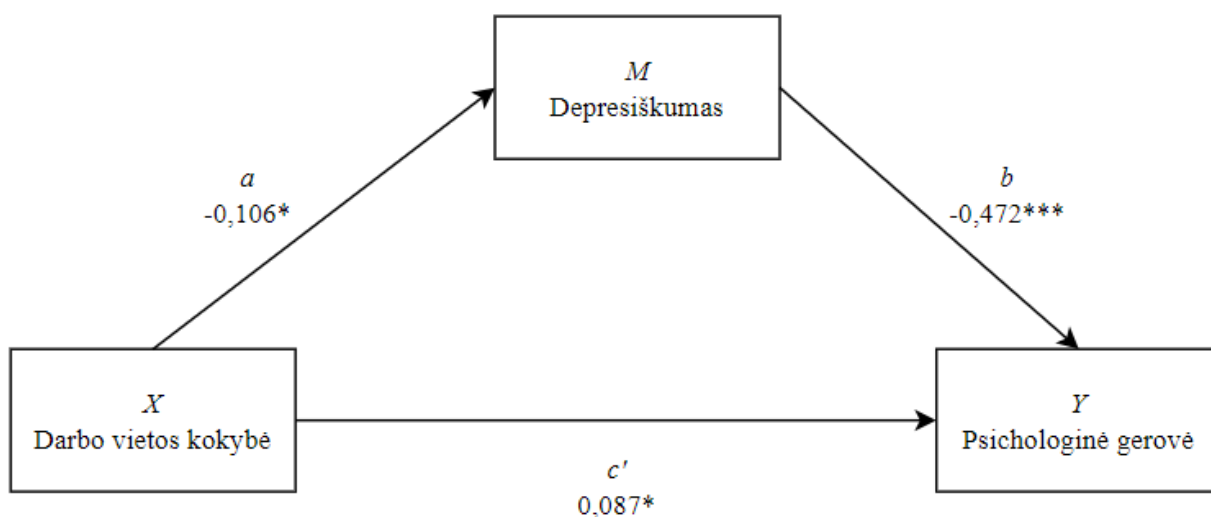 M
Depresiškumas
a
-0,106*
b
-0,472***
X
Darbo vietos kokybė
Y
Psichologinė gerovė
c'
0,087*